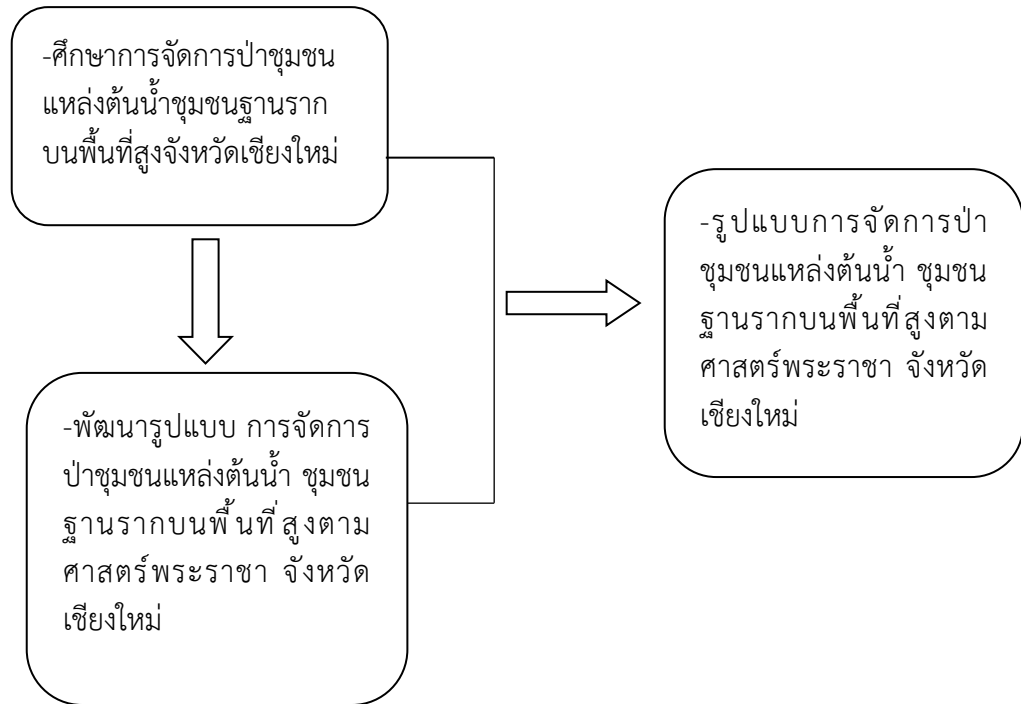 -ศึกษาการจัดการป่าชุมชน
แหล่งต้นน้ำชุมชนฐานราก
บนพื้นที่สูงจังหวัดเชียงใหม่
-รูปแบบการจัดการป่า
ชุมชนแหล่งต้นน้ำ ชุมชน
ฐานรากบนพื้นที่สูงตาม
ศาสตร์พระราชา จังหวัด
เชียงใหม่
-พัฒนารูปแบบ การจัดการ
ป่าชุมชนแหล่งต้นน้ำ ชุมชน
ฐานรากบนพื้นที่สูงตาม
ศาสตร์พระราชา จังหวัด
เชียงใหม่